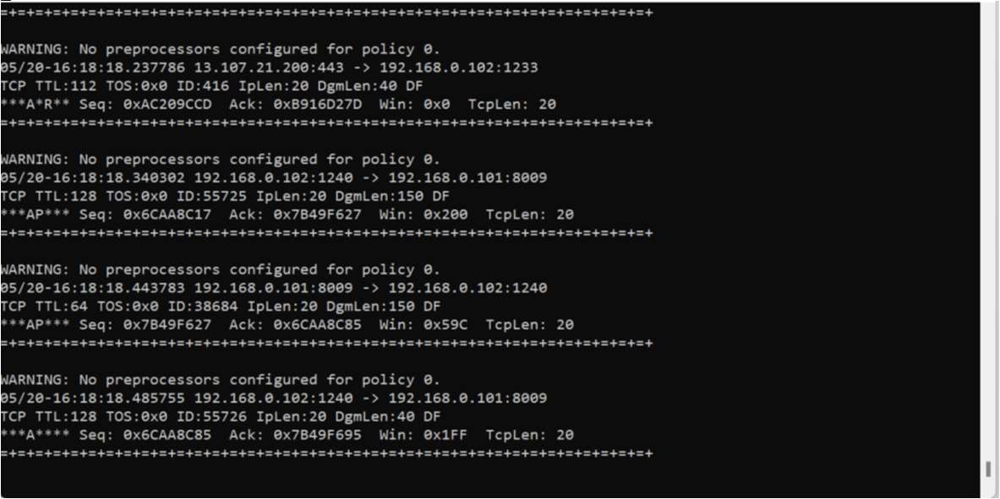 =+=+=+=+=+=+=+=+=+=+=+=+=+=+=+=+=+=+=+=+=+=+=+=+=+=+=+=+=+=+=+=+=+=+=+=+=+
WARNING: No preprocessors configured for policy 0.
05/20-16:18:18.237786 13.107.21.200:443 -> 192.168.0.102:1233
TCP TTL:112 TOS:0x0 ID:416 IpLen:20 DgmLen:40 DF
***A*R** Seq: 0xAC209CCD  Ack: 0xB916D27D  Win: 0x0  TcpLen: 20
=+=+=+=+=+=+=+=+=+=+=+=+=+=+=+=+=+=+=+=+=+=+=+=+=+=+=+=+=+=+=+=+=+=+=+=+=+
WARNING: No preprocessors configured for policy 0.
05/20-16:18:18.340302 192.168.0.102:1240 -> 192.168.0.101:8009
TCP TTL:128 TOS:0x0 ID:55725 IpLen:20 DgmLen:150 DF
***AP*** Seq: 0x6CAA8C17  Ack: 0x7B49F627  Win: 0x200  TcpLen: 20
=+=+=+=+=+=+=+=+=+=+=+=+=+=+=+=+=+=+=+=+=+=+=+=+=+=+=+=+=+=+=+=+=+=+=+=+=+
WARNING: No preprocessors configured for policy 0.
05/20-16:18:18.443783 192.168.0.101:8009 -> 192.168.0.102:1240
TCP TTL:64 TOS:0x0 ID:38684 IpLen:20 DgmLen:150 DF
***AP*** Seq: 0x7B49F627  Ack: 0x6CAA8C85  Win: 0x59C  TcpLen: 20
=+=+=+=+=+=+=+=+=+=+=+=+=+=+=+=+=+=+=+=+=+=+=+=+=+=+=+=+=+=+=+=+=+=+=+=+=+
WARNING: No preprocessors configured for policy 0.
05/20-16:18:18.485755 192.168.0.102:1240 -> 192.168.0.101:8009
TCP TTL:128 TOS:0x0 ID:55726 IpLen:20 DgmLen:40 DF
***A**** Seq: 0x6CAA8C85  Ack: 0x7B49F695  Win: 0x1FF  TcpLen: 20
=+=+=+=+=+=+=+=+=+=+=+=+=+=+=+=+=+=+=+=+=+=+=+=+=+=+=+=+=+=+=+=+=+=+=+=+=+